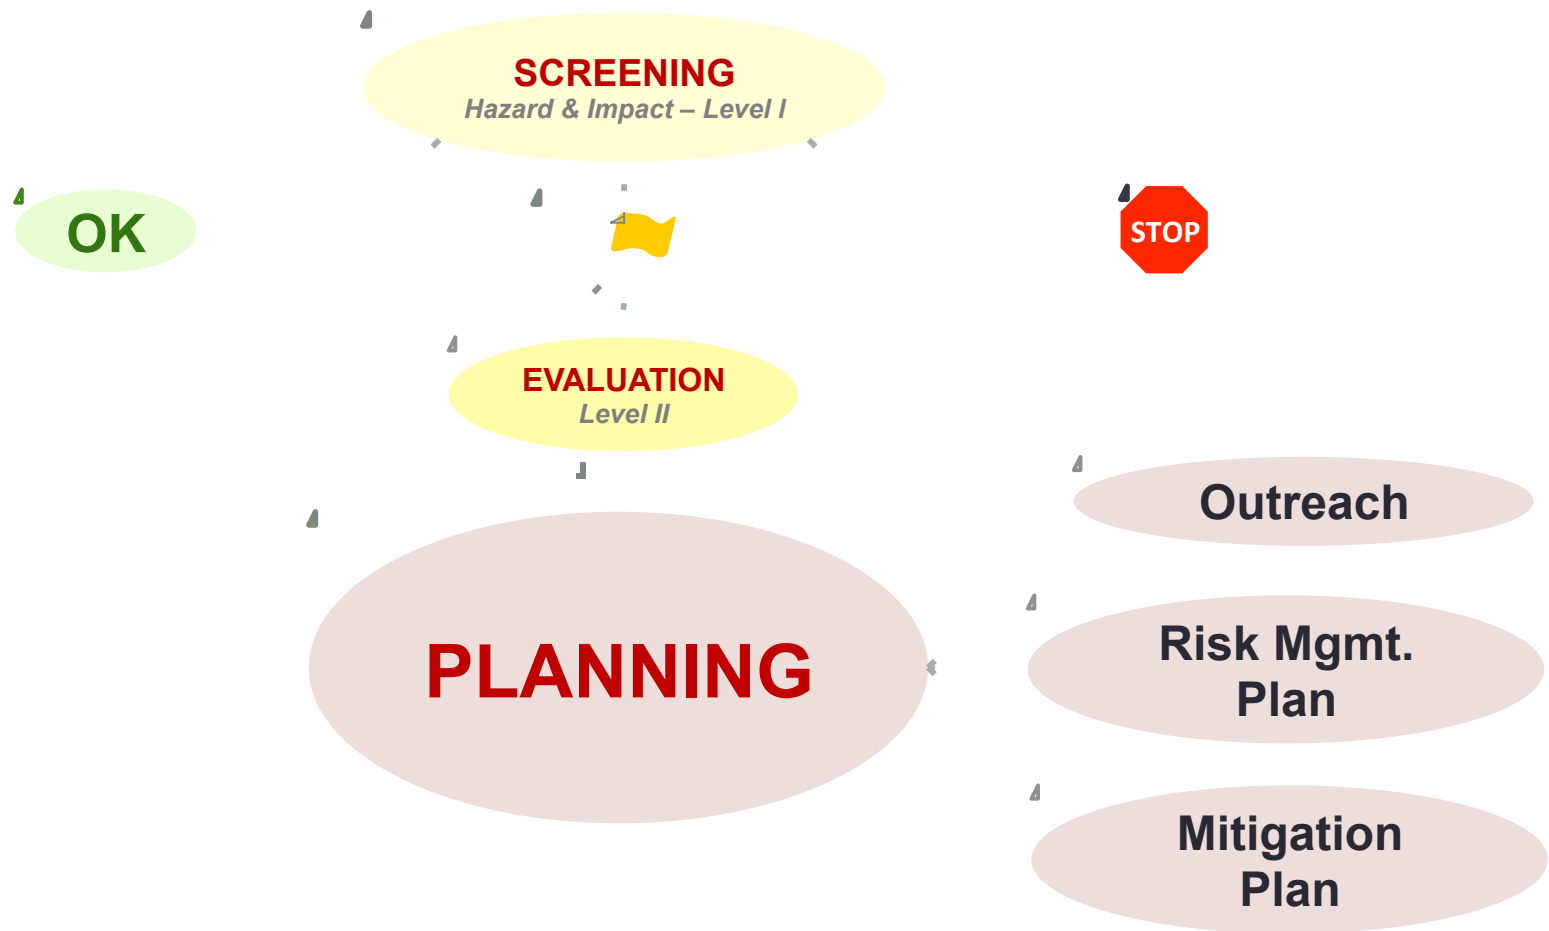 SCREENING
Hazard & Impact – Level I
OK
STOP
EVALUATION
Level II
Outreach
PLANNING
Risk Mgmt.
Plan
Mitigation
Plan